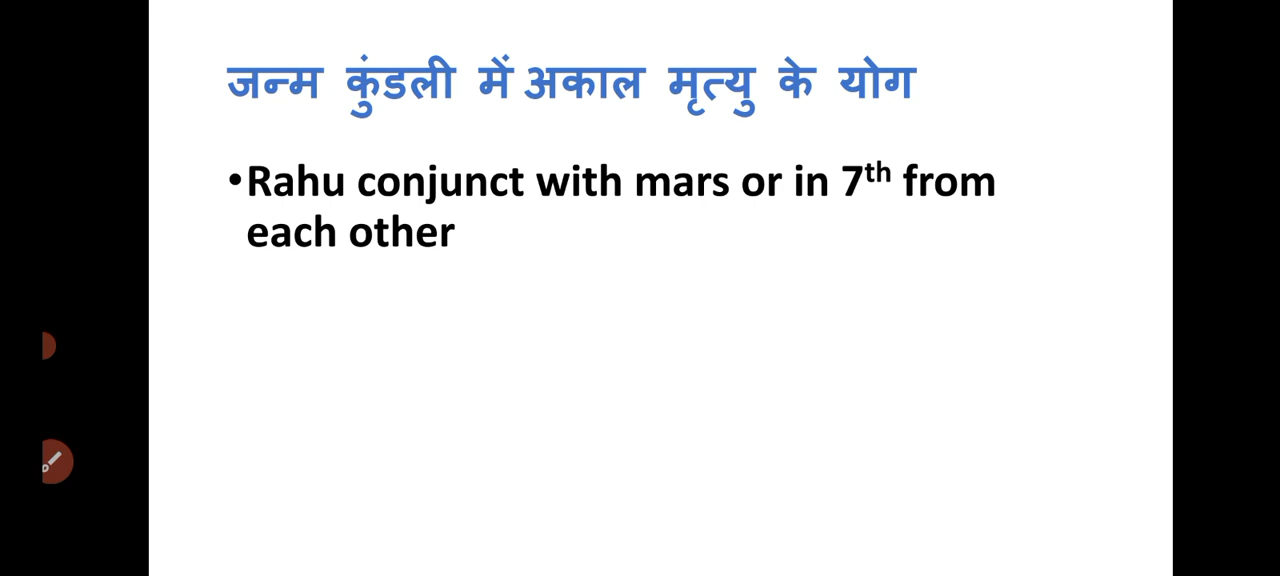 जन्म कुंडली में अकाल मृत्यु के योग
•Rahu conjunct with mars or in 7th from
each other